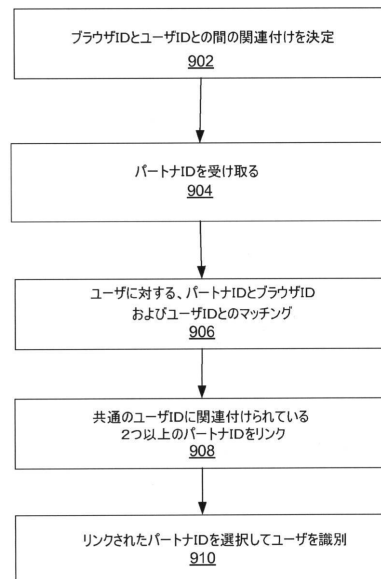 ブラウザIDとユーザIDとの間の関連付けを決定
902
パートナIDを受け取る
904
ユーザに対する、パートナIDとブラウザID
およびユーザIDとのマッチング
906
共通のユーザIDに関連付けられている
2つ以上のパートナIDをリンク
908
リンクされたパートナIDを選択してユーザを識別
910